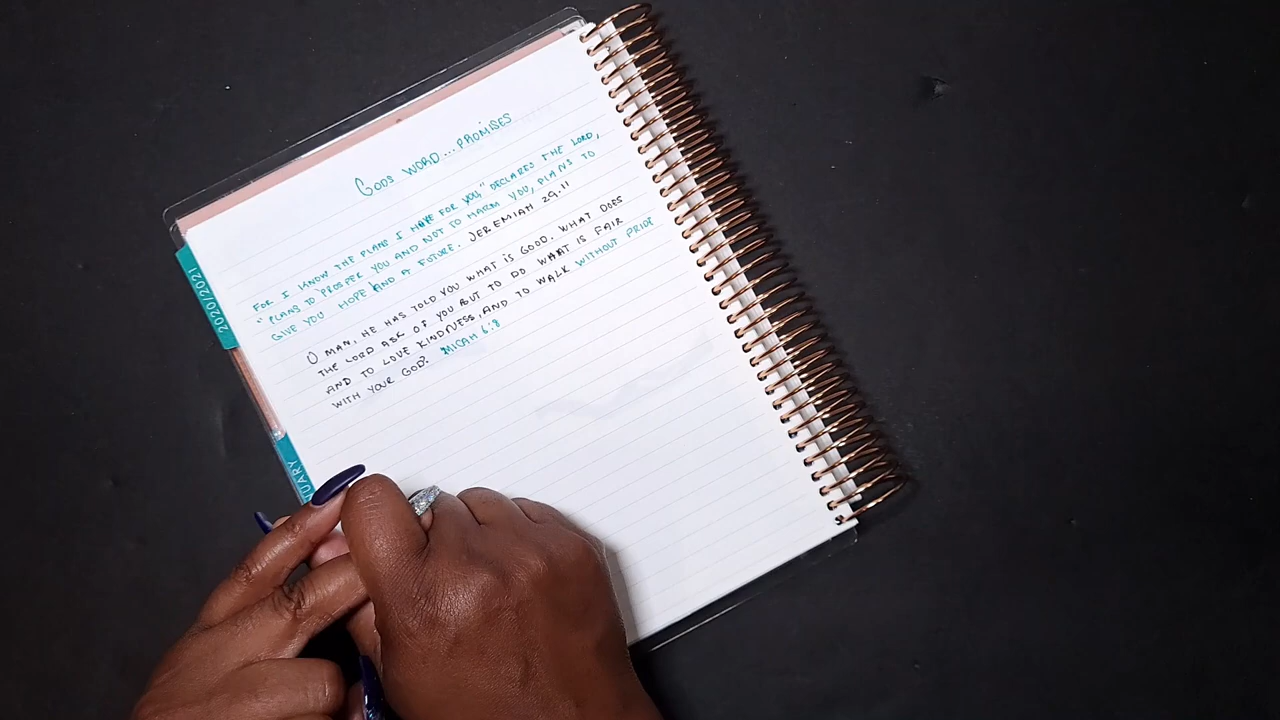 GODS WORD... PROMISES
FOR I KNOW THE PLANS I HAVE FOR YOU," DECLARES THE LORD,
"PLANS TO PROSPER YOU AND NOT TO HARM YOU, PLANS TO
GIVE YOU HOPE AND A FUTURE. JEREMIAH 29.11
O MAN, HE HAS TOLD YOU WHAT IS GOOD. WHAT DOES
THE LORD ASK OF YOU BUT TO DO WHAT IS FAIR
AND TO LOVE KINDNESS, AND TO WALK WITHOUT PRIDE
WITH YOUR GOD? MICAH 6:8
2020/2021